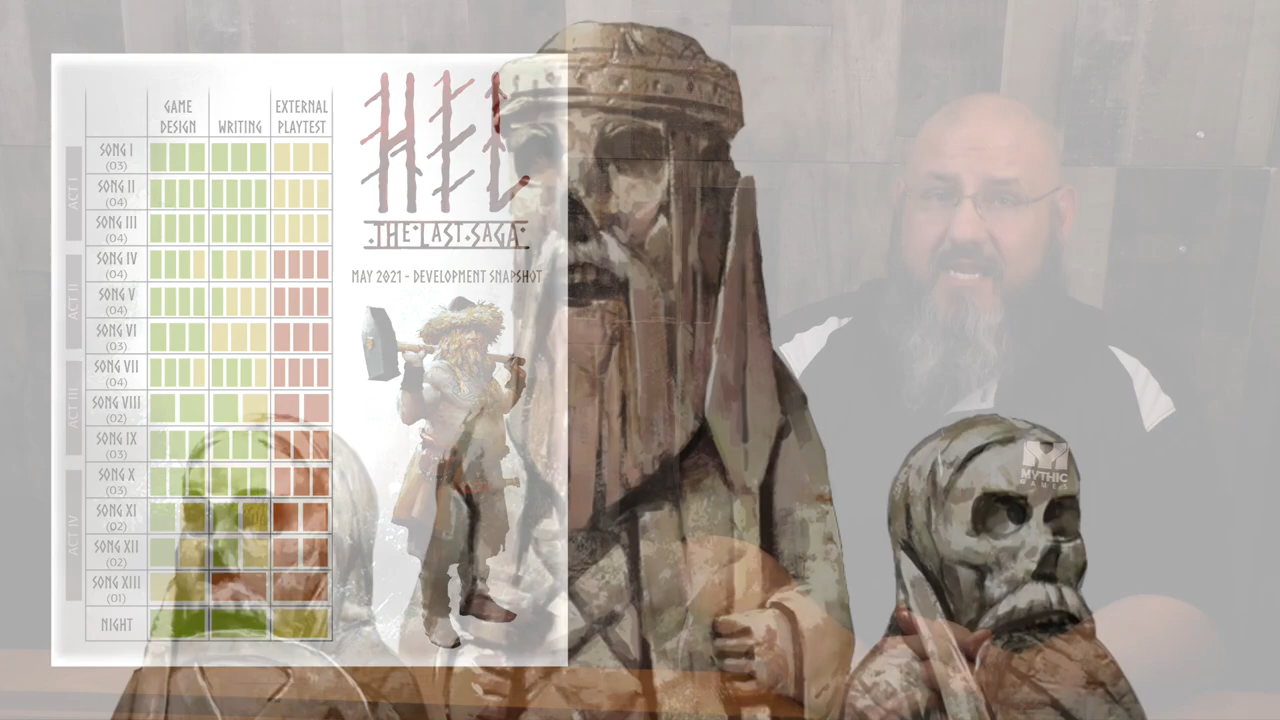 GAME DESIGN
WRITING
EXTERNAL PLAYTEST
ACT I
SONG I
(03)
SONG II
(04)
SONG III
(04)
ACT II
SONG IV
(04)
SONG V
(04)
SONG VI
(03)
ACT III
SONG VII
(04)
SONG VIII
(02)
SONG IX
(03)
ACT IV
SONG X
(03)
SONG XI
(02)
SONG XII
(02)
SONG XIII
(01)
NIGHT
HEL
·THE·LAST·SAGA·
MAY 2021 - DEVELOPMENT SNAPSHOT
MYTHIC
GAMES